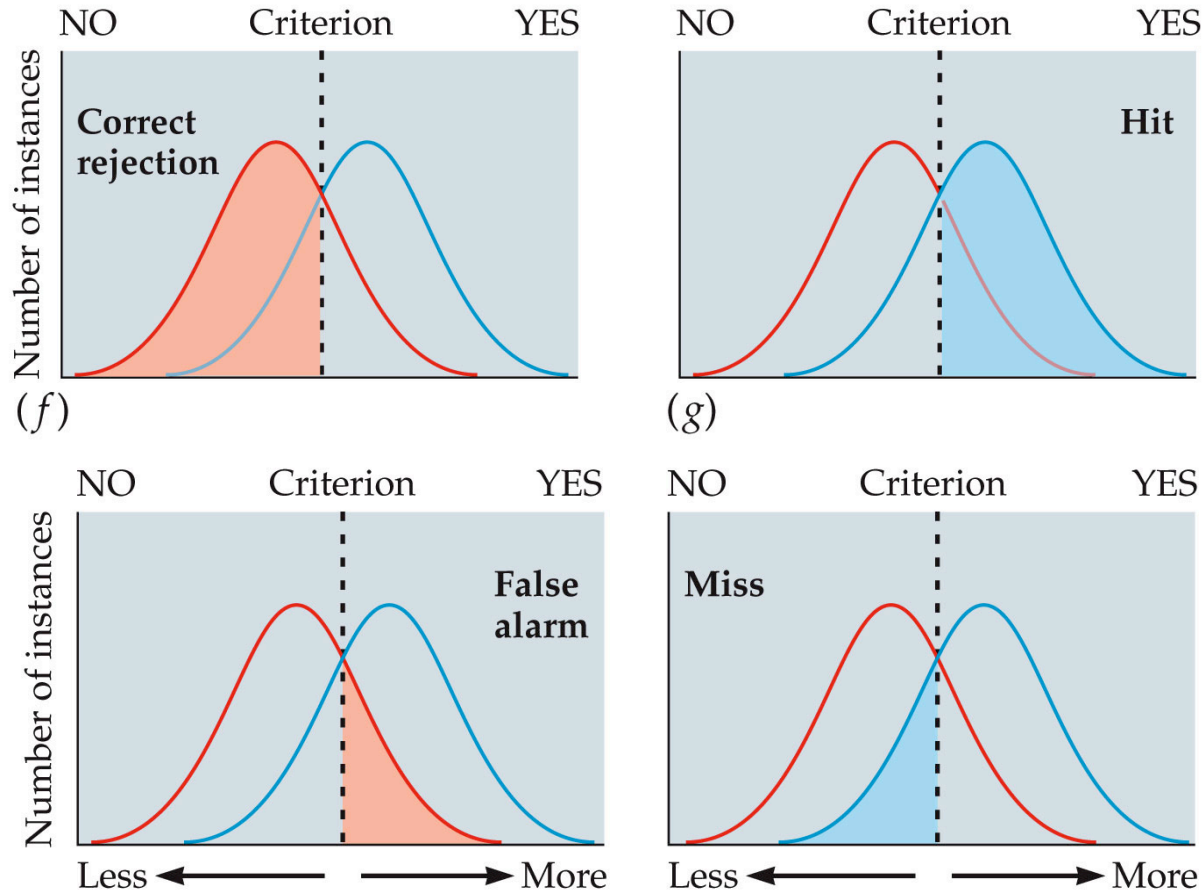 NO Criterion YES
NO Criterion YES
Number of instances
Correct
rejection
Hit
(f)
(g)
NO Criterion YES
NO Criterion YES
Number of instances
False
alarm
Miss
Less More
Less More